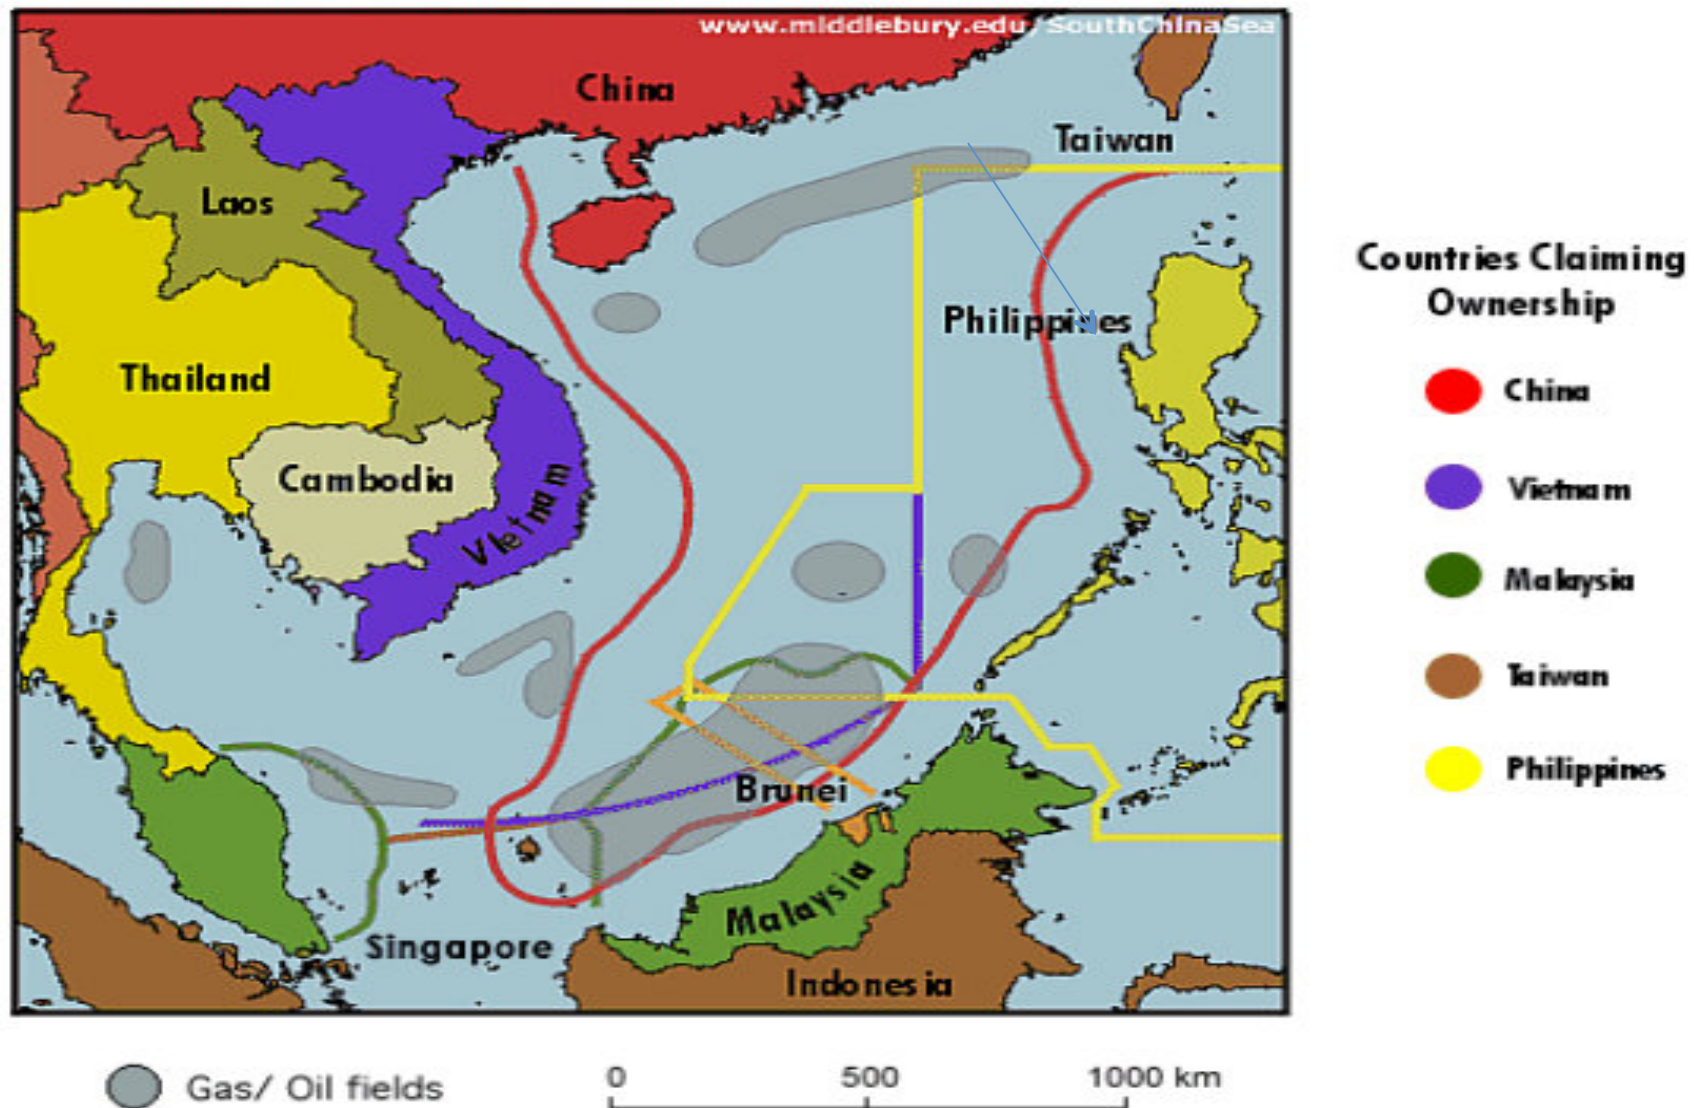 www.middlebury.edu/SouthChinaSea
China
Taiwan
Laos
Philippines
Thailand
Cambodia
Vietnam
Brunei
Malaysia
Singapore
Indonesia
Countries Claiming
Ownership
China
Vietnam
Malaysia
Taiwan
Philippines
Gas/ Oil fields
0 500 1000 km